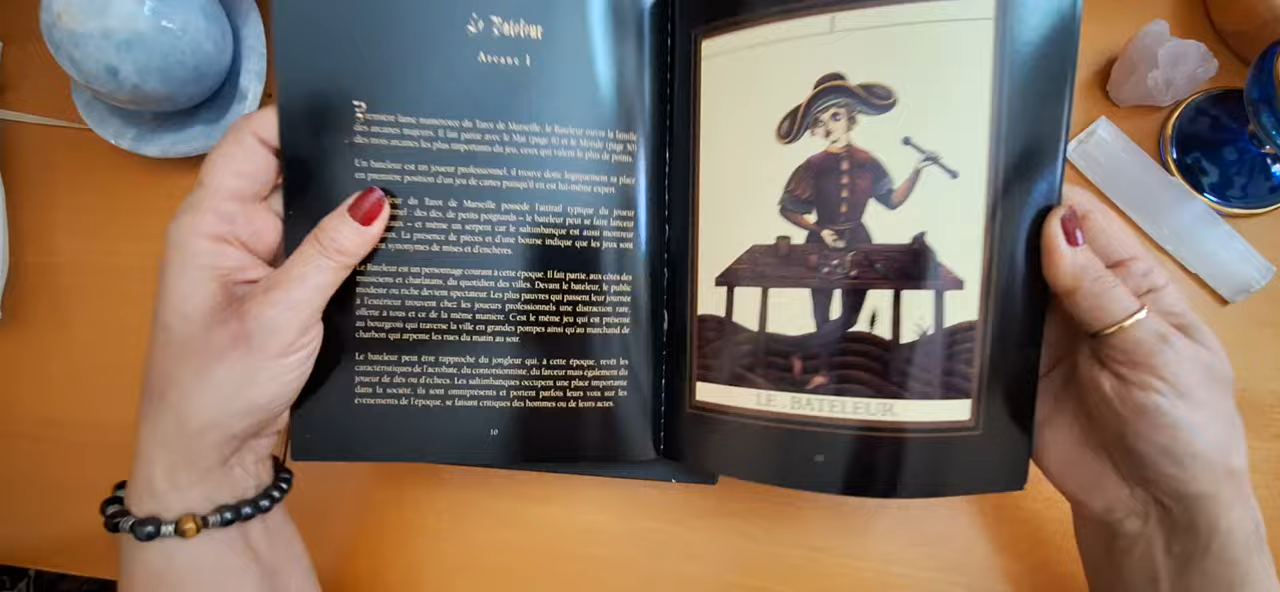 Le Bateleur
Arcane I
Première lame numérotée du Tarot de Marseille, le Bateleur ouvre la famille
des arcanes majeurs. Il fait partie avec le Mat (page 8) et le Monde (page 50)
des trois arcanes les plus importants du jeu, ceux qui valent le plus de points.
Un bateleur est un joueur professionnel, il trouve donc logiquement sa place
en première position d'un jeu de cartes puisqu'il en est lui-même expert.
eur du Tarot de Marseille possède l'attirail typique du joueur
nnel : des dés, de petits poignards – le bateleur peut se faire lanceur
aux – et même un serpent car le saltimbanque est aussi montreur
aux. La présence de pièces et d'une bourse indique que les jeux sont
nt synonymes de mises et d'enchères.
Le Bateleur est un personnage courant à cette époque. Il fait partie, aux côtés des
musiciens et charlatans, du quotidien des villes. Devant le bateleur, le public
modeste ou riche devient spectateur. Les plus pauvres qui passent leur journée
à l'extérieur trouvent chez les joueurs professionnels une distraction rare,
offerte à tous et ce de la même manière. C'est le même jeu qui est présenté
au bourgeois qui traverse la ville en grandes pompes ainsi qu'au marchand de
charbon qui arpente les rues du matin au soir.
Le bateleur peut être rapproché du jongleur qui, à cette époque, revêt les
caractéristiques de l'acrobate, du contorsionniste, du farceur mais également du
joueur de dés ou d'échecs. Les saltimbanques occupent une place importante
dans la société, ils sont omniprésents et portent parfois leurs voix sur les
événements de l'époque, se faisant critiques des hommes ou de leurs actes.
10
LE . BATELEUR